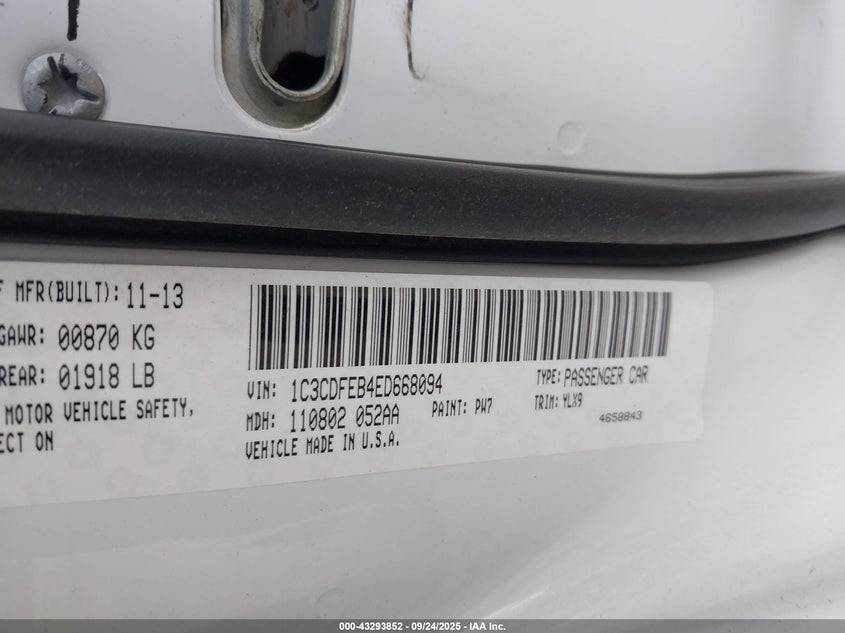 MFR(BUILT): 11-13
GAWR: 00870 KG
REAR: 01918 LB
MOTOR VEHICLE SAFETY,
ECT ON
VIN: 1C3CDFEB4ED668094
TYPE: PASSENGER CAR
MDH: 110802 052AA
PAINT: PW7
TRIM: YLX9
VEHICLE MADE IN U.S.A.
4658843
000-43293852 - 09/24/2025 - IAA Inc.